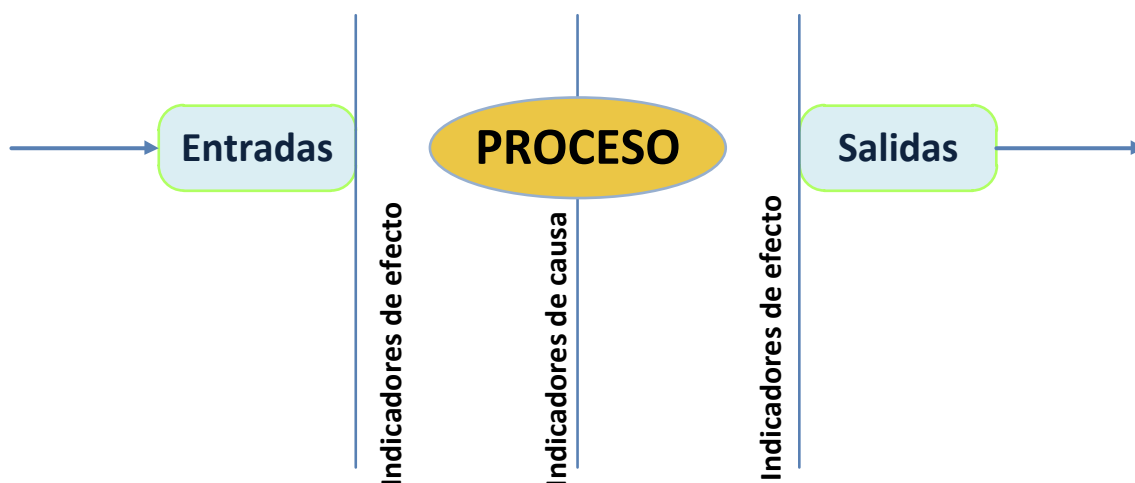 Entradas
PROCESO
Salidas
Indicadores de efecto
Indicadores de causa
Indicadores de efecto